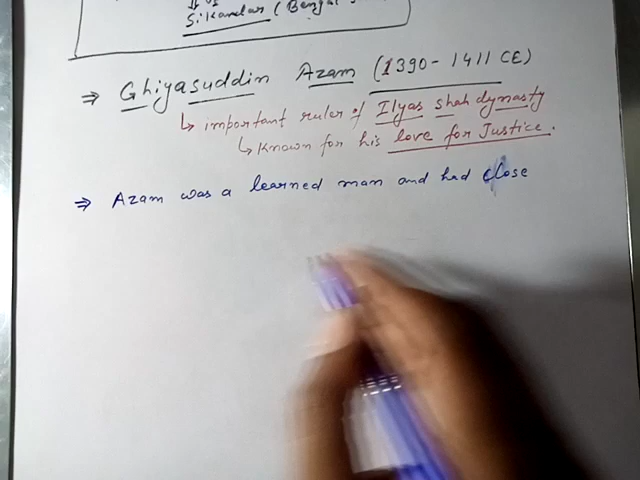 Sikandar (Bengal
⇒ Ghiyasuddin Azam (1390-1411 CE)
↳ important ruler of Ilyas shah dynasty
↳ Known for his love for Justice.
⇒ Azam was a learned man and had close